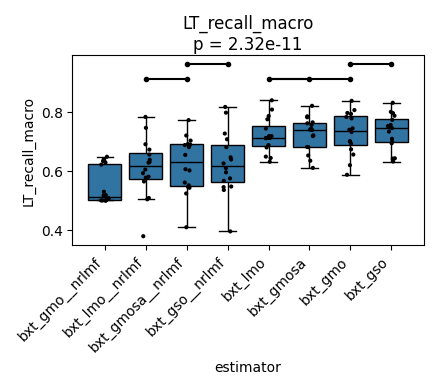 LT_recall_macro
p = 2.32e-11
LT_recall_macro
0.8
0.6
0.4
bxt_gmo__nrlmf
bxt_lmo__nrlmf
bxt_gmosa__nrlmf
bxt_gso__nrlmf
bxt_lmo
bxt_gmosa
bxt_gmo
bxt_gso
estimator